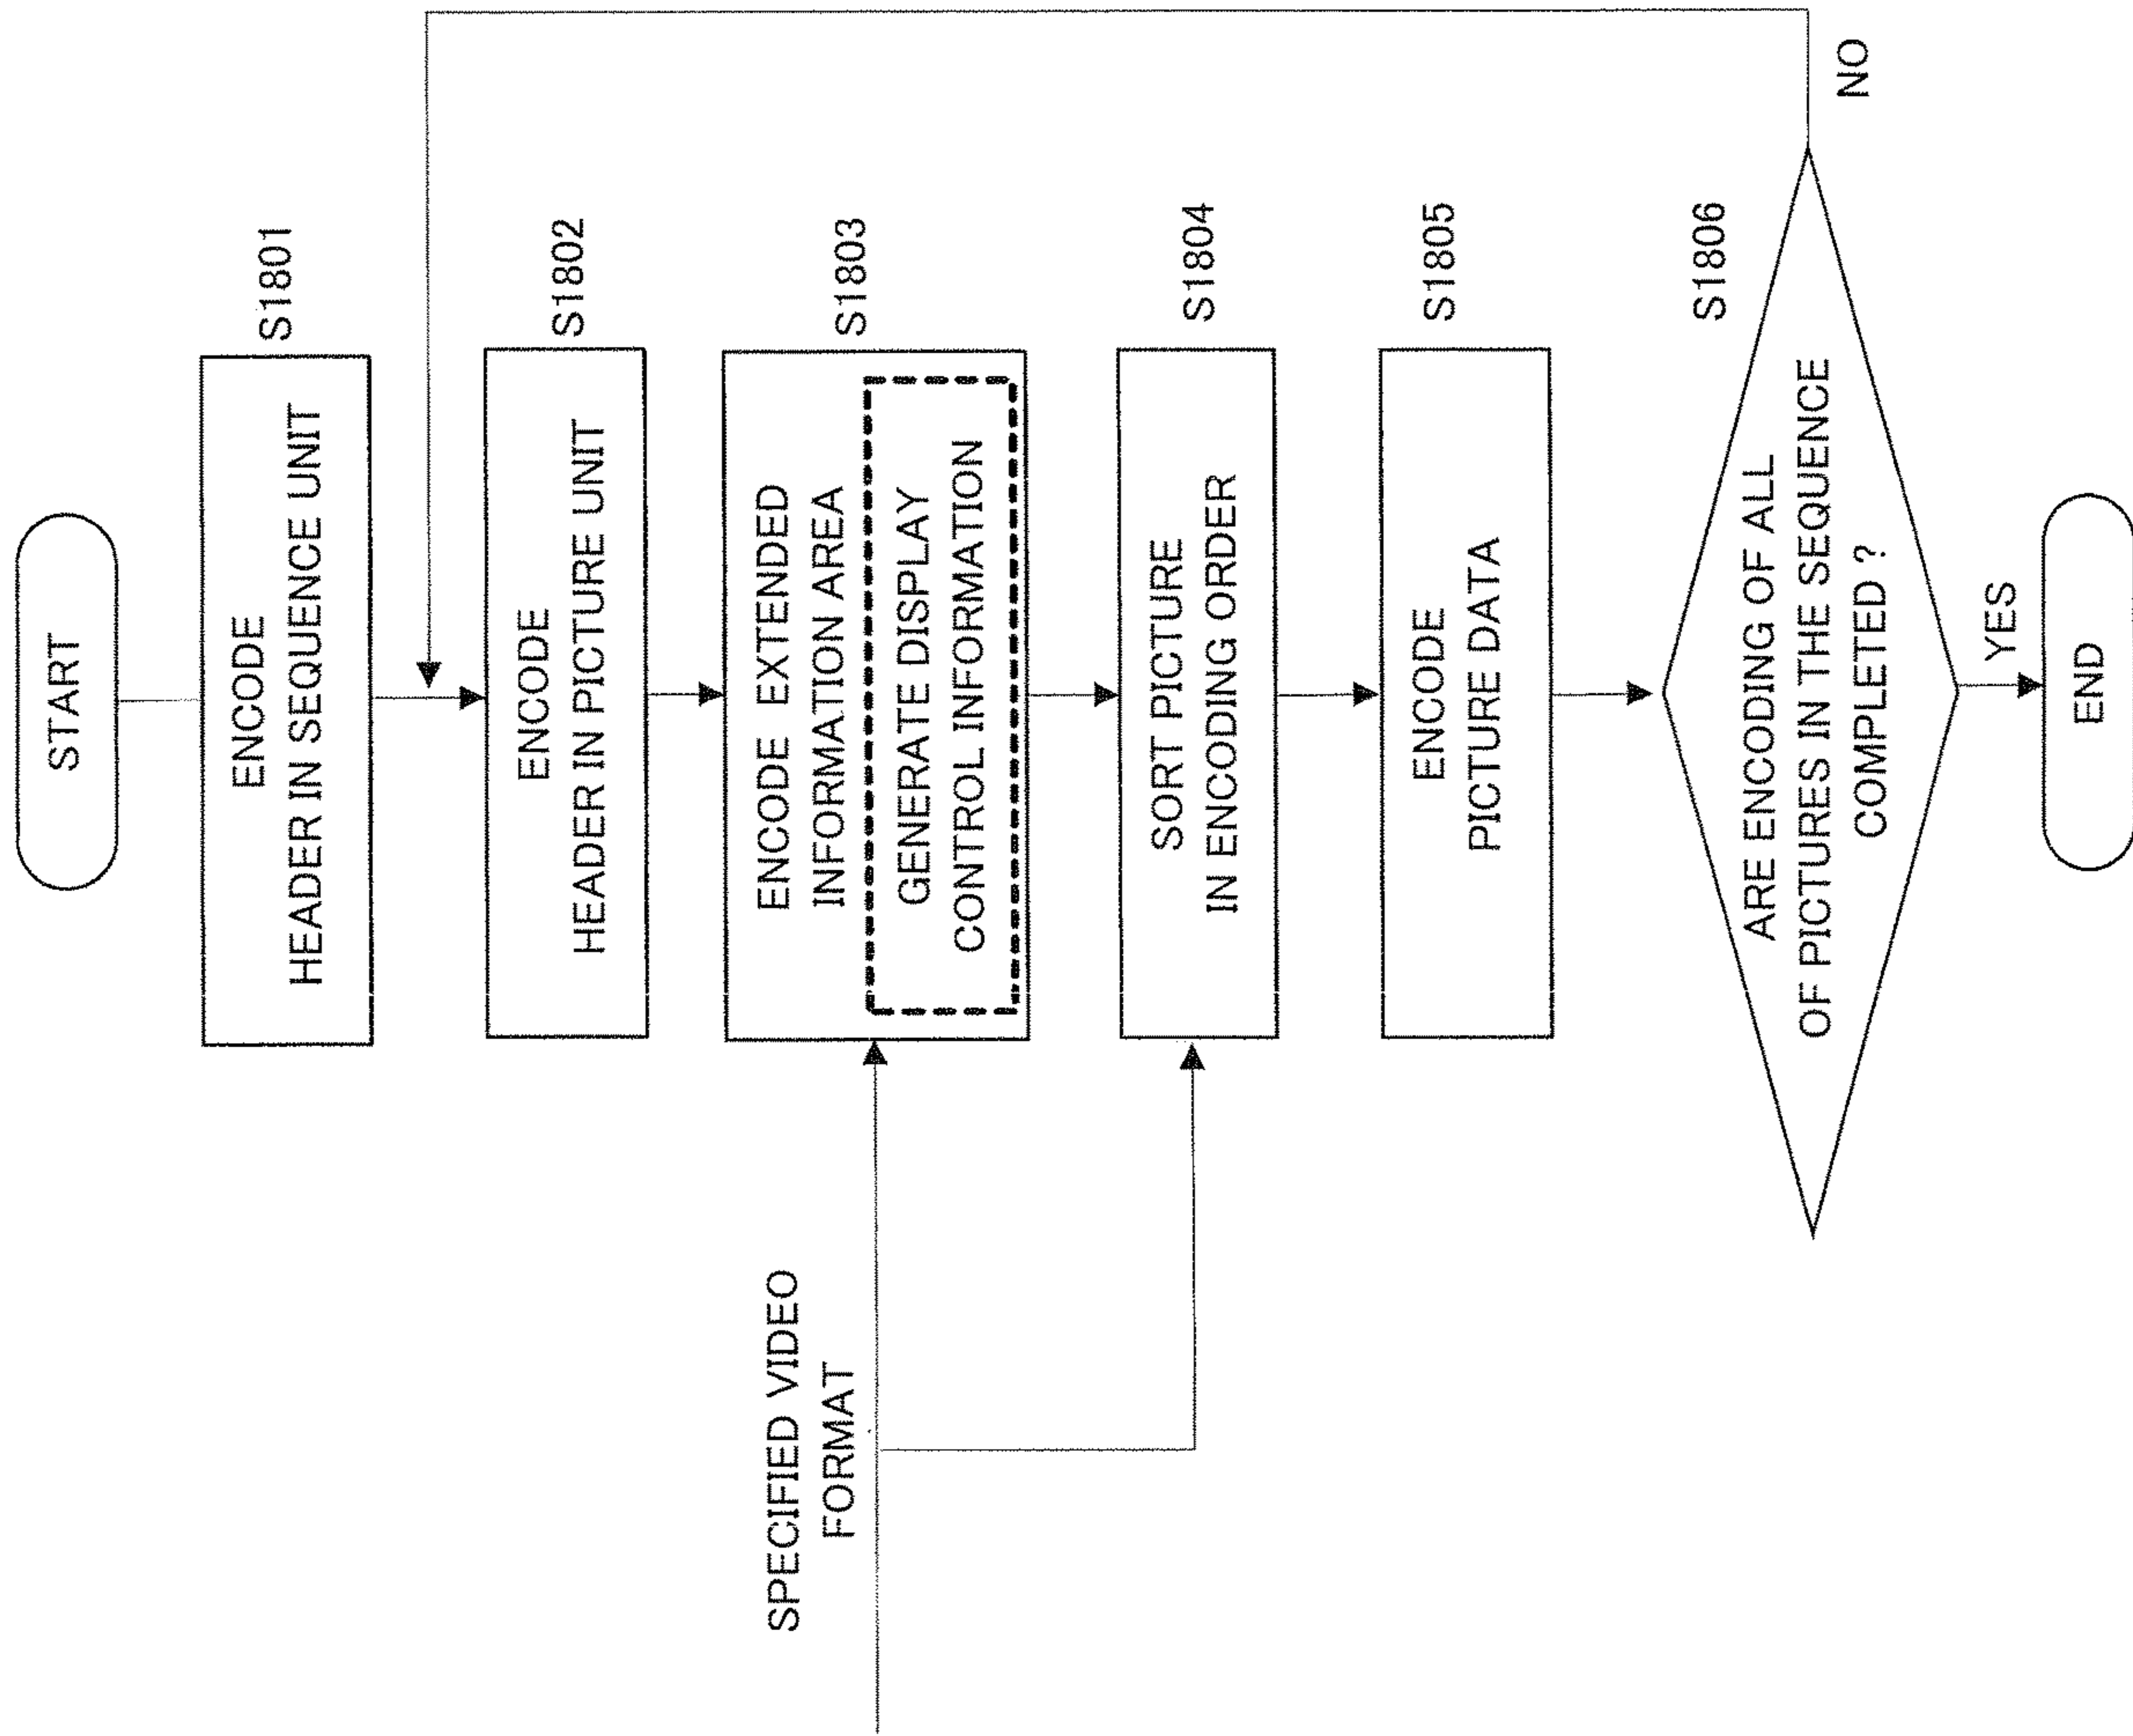 START
ENCODE
HEADER IN SEQUENCE UNIT
S1801
ENCODE
HEADER IN PICTURE UNIT
S1802
SPECIFIED VIDEO
FORMAT
ENCODE EXTENDED
INFORMATION AREA
GENERATE DISPLAY
CONTROL INFORMATION
S1803
SORT PICTURE
IN ENCODING ORDER
S1804
ENCODE
PICTURE DATA
S1805
ARE ENCODING OF ALL
OF PICTURES IN THE SEQUENCE
COMPLETED ?
S1806
NO
YES
END